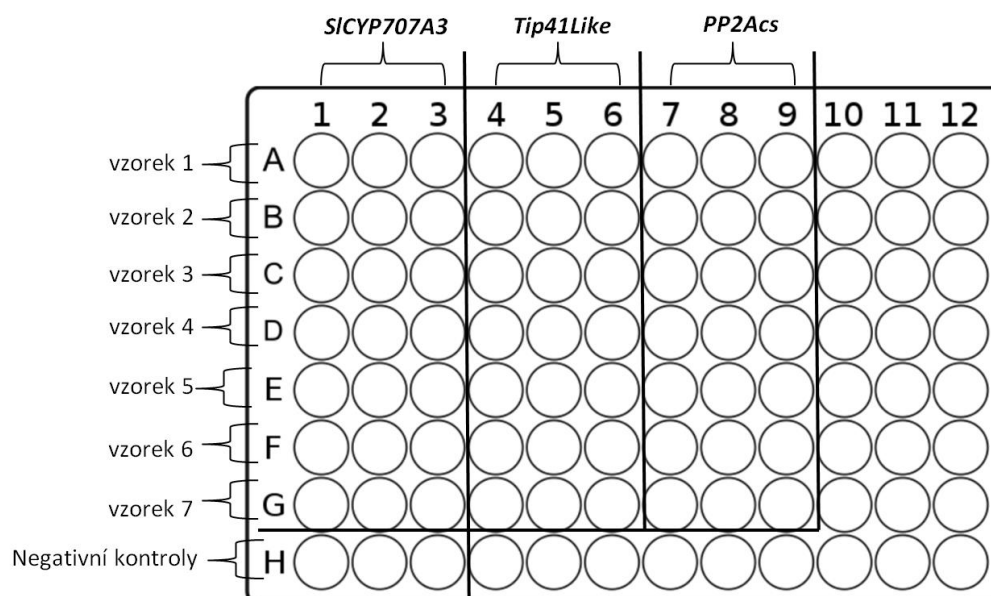 SlCYP707A3 Tip41Like PP2Acs
1 2 3 4 5 6 7 8 9 10 11 12
vzorek 1 A
vzorek 2 B
vzorek 3 C
vzorek 4 D
vzorek 5 E
vzorek 6 F
vzorek 7 G
Negativní kontroly H